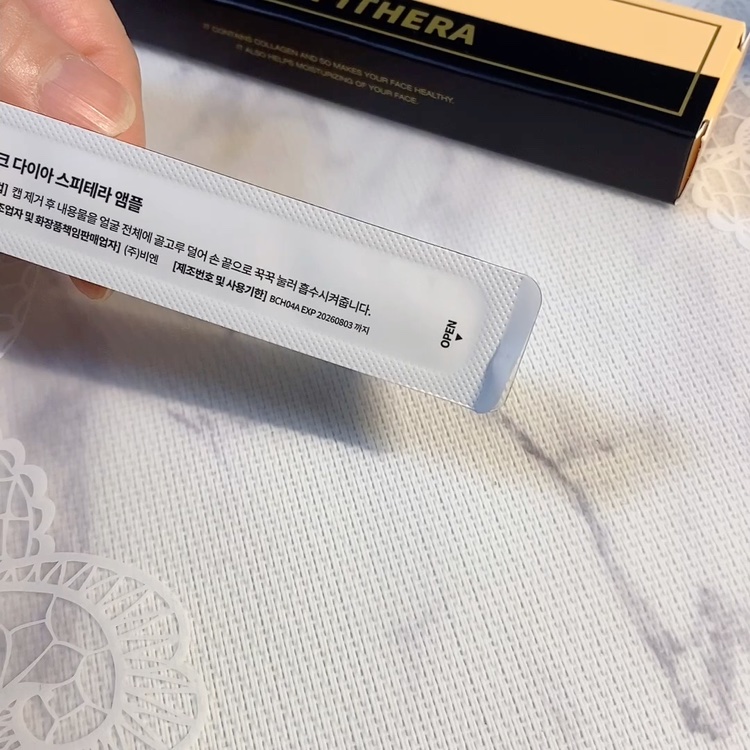 THERA
IT CONTAINS COLLAGEN AND SO MAKES YOUR FACE HEALTHY.
IT ALSO HELPS MOISTURIZING OF YOUR FACE.
크 다이아 스피테라 앰플
법] 캡 제거 후 내용물을 얼굴 전체에 골고루 덜어 손 끝으로 꾹꾹 눌러 흡수시켜줍니다.
조업자 및 화장품책임판매업자] (주)비엔 [제조번호 및 사용기한] BCH04A EXP 20260803 까지
OPEN